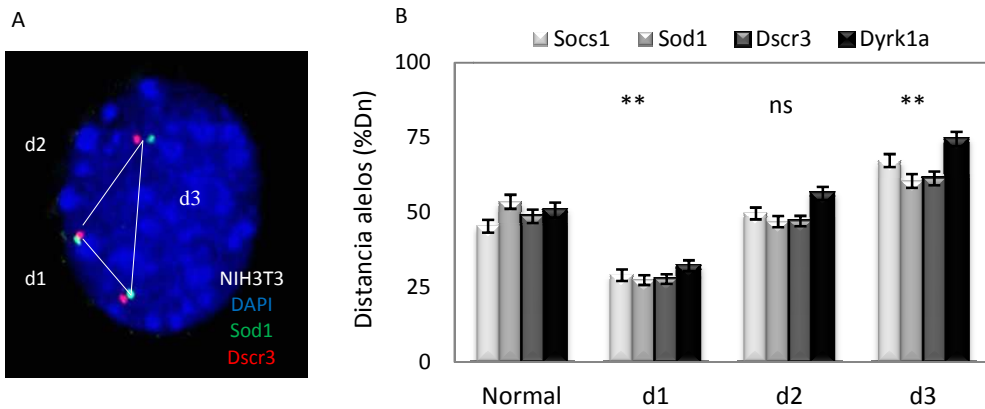 A
d2
d3
d1
NIH3T3
DAPI
Sod1
Dscr3
B
Socs1 Sod1 Dscr3 Dyrk1a
Distancia alelos (%Dn)
100
75
50
25
0
** ns **
Normal d1 d2 d3